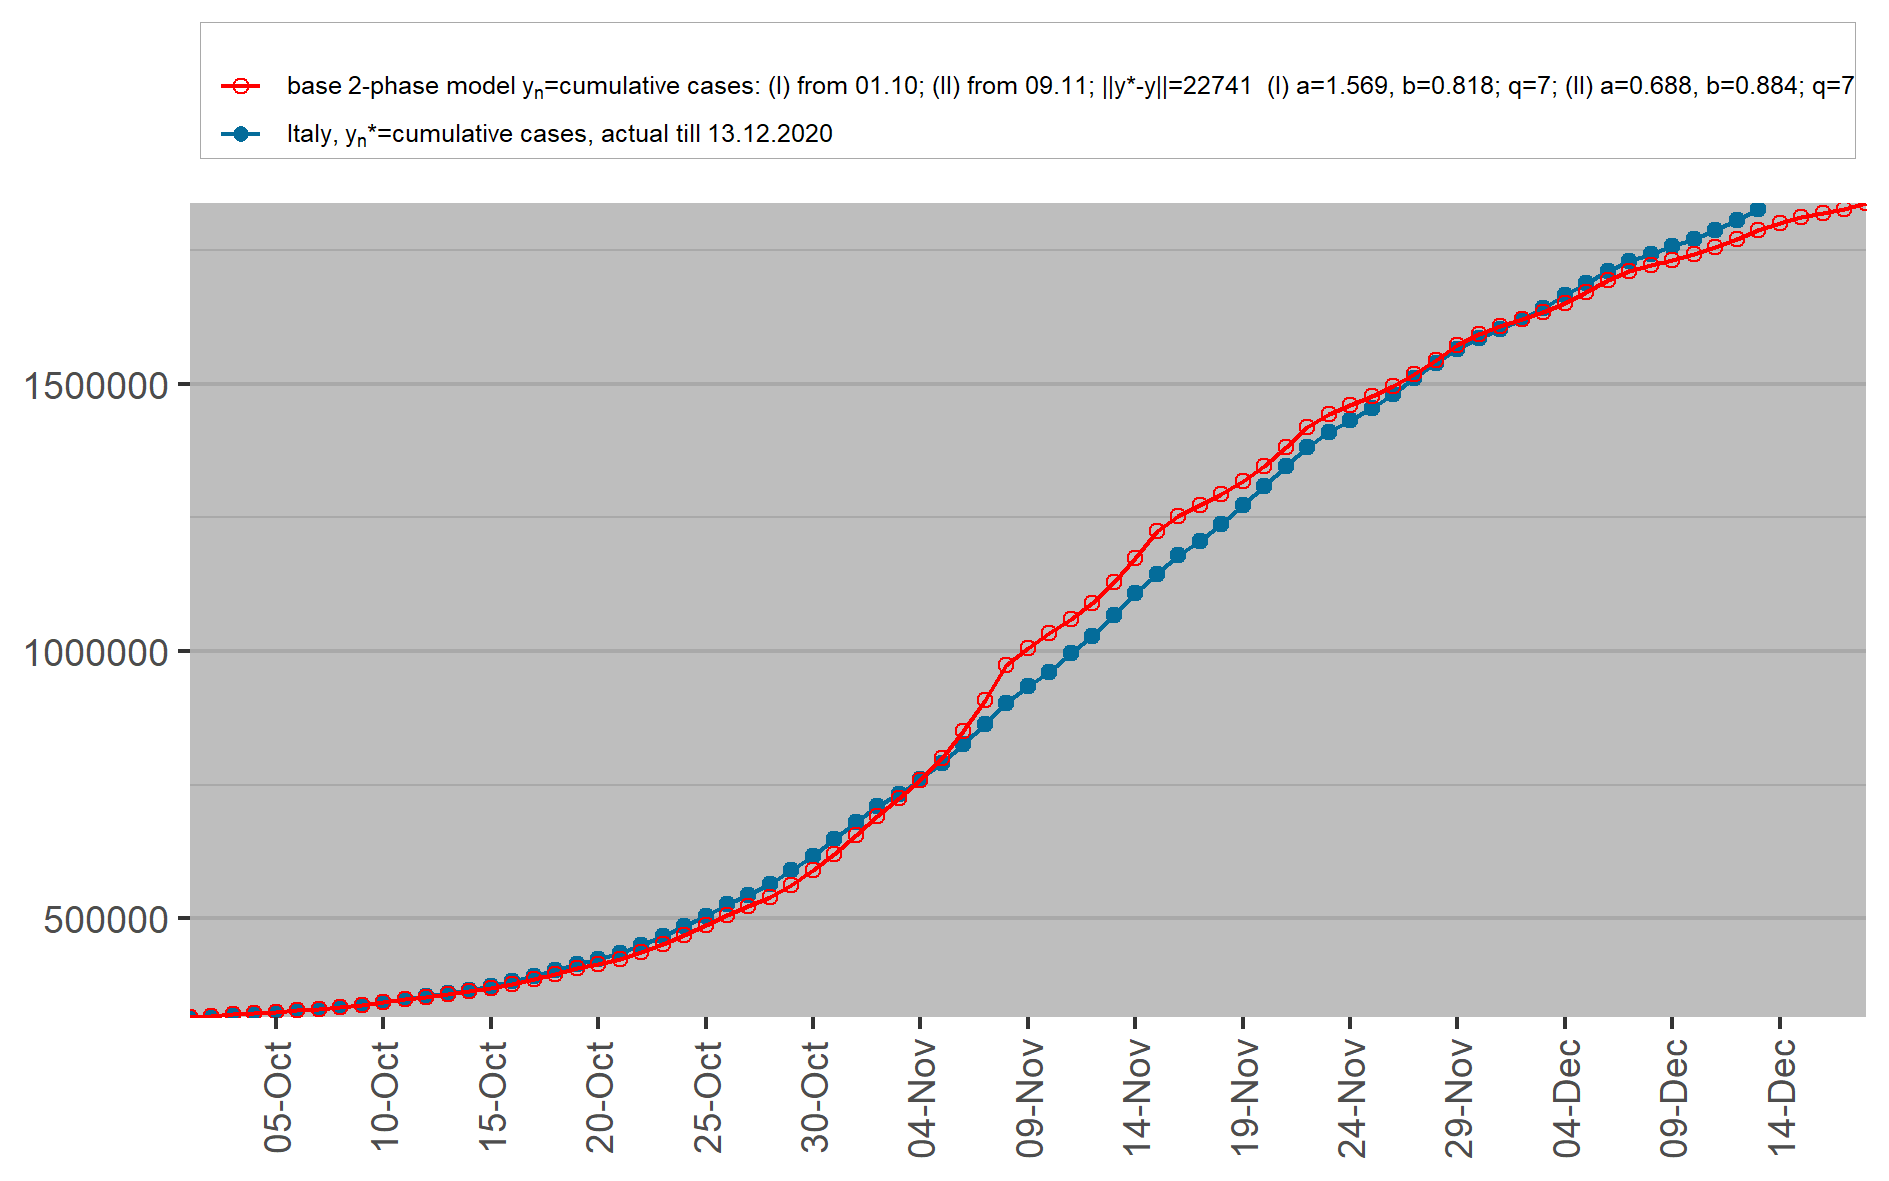 base 2-phase model yn=cumulative cases: (I) from 01.10; (II) from 09.11; ||y*-y||=22741  (I) a=1.569, b=0.818; q=7; (II) a=0.688, b=0.884; q=7
Italy, yn*=cumulative cases, actual till 13.12.2020
1500000
1000000
500000
05-Oct
10-Oct
15-Oct
20-Oct
25-Oct
30-Oct
04-Nov
09-Nov
14-Nov
19-Nov
24-Nov
29-Nov
04-Dec
09-Dec
14-Dec